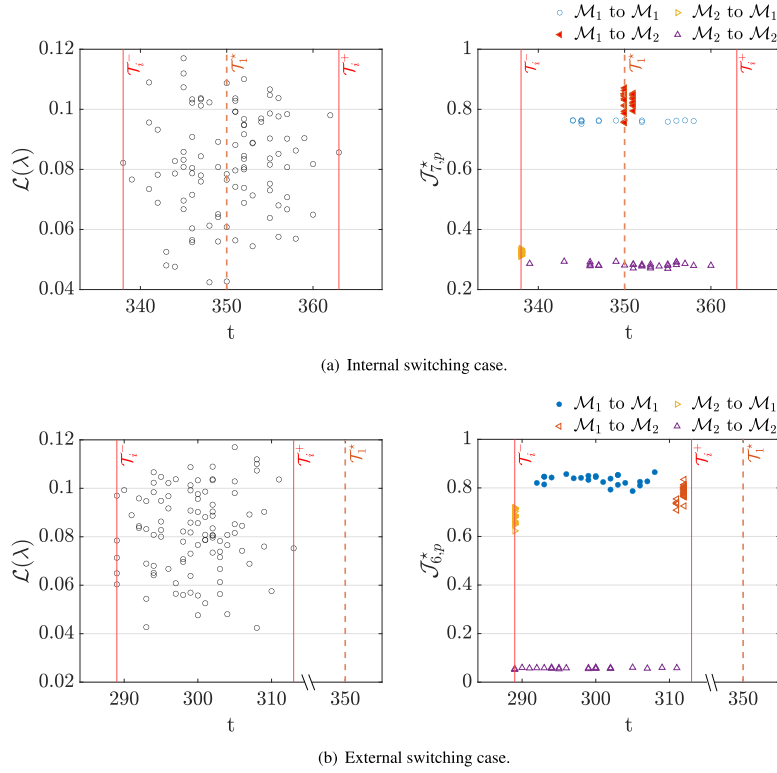 𝓜₁ to 𝓜₁ 𝓜₂ to 𝓜₁
𝓜₁ to 𝓜₂ 𝓜₂ to 𝓜₂
0.12
0.1
0.08
0.06
0.04
ℒ(λ)
𝒯ᵢ⁻
𝒯₁*
𝒯ᵢ⁺
340 350 360
t
1
0.8
0.6
0.4
0.2
𝒥*₇,ₚ
𝒯ᵢ⁻
𝒯₁*
𝒯ᵢ⁺
340 350 360
t
(a) Internal switching case.
𝓜₁ to 𝓜₁ 𝓜₂ to 𝓜₁
𝓜₁ to 𝓜₂ 𝓜₂ to 𝓜₂
0.12
0.1
0.08
0.06
0.04
0.02
ℒ(λ)
𝒯ᵢ⁻
𝒯ᵢ⁺
𝒯₁*
290 300 310 350
t
1
0.8
0.6
0.4
0.2
0
𝒥*₆,ₚ
𝒯ᵢ⁻
𝒯ᵢ⁺
𝒯₁*
290 300 310 350
t
(b) External switching case.